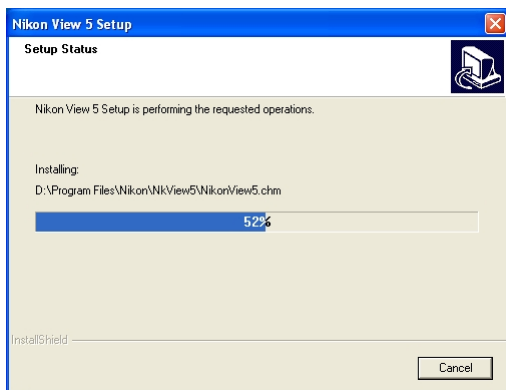 Nikon View 5 Setup
Setup Status
Nikon View 5 Setup is performing the requested operations.
Installing:
D:\Program Files\Nikon\NkView5\NikonView5.chm
52%
InstallShield
Cancel